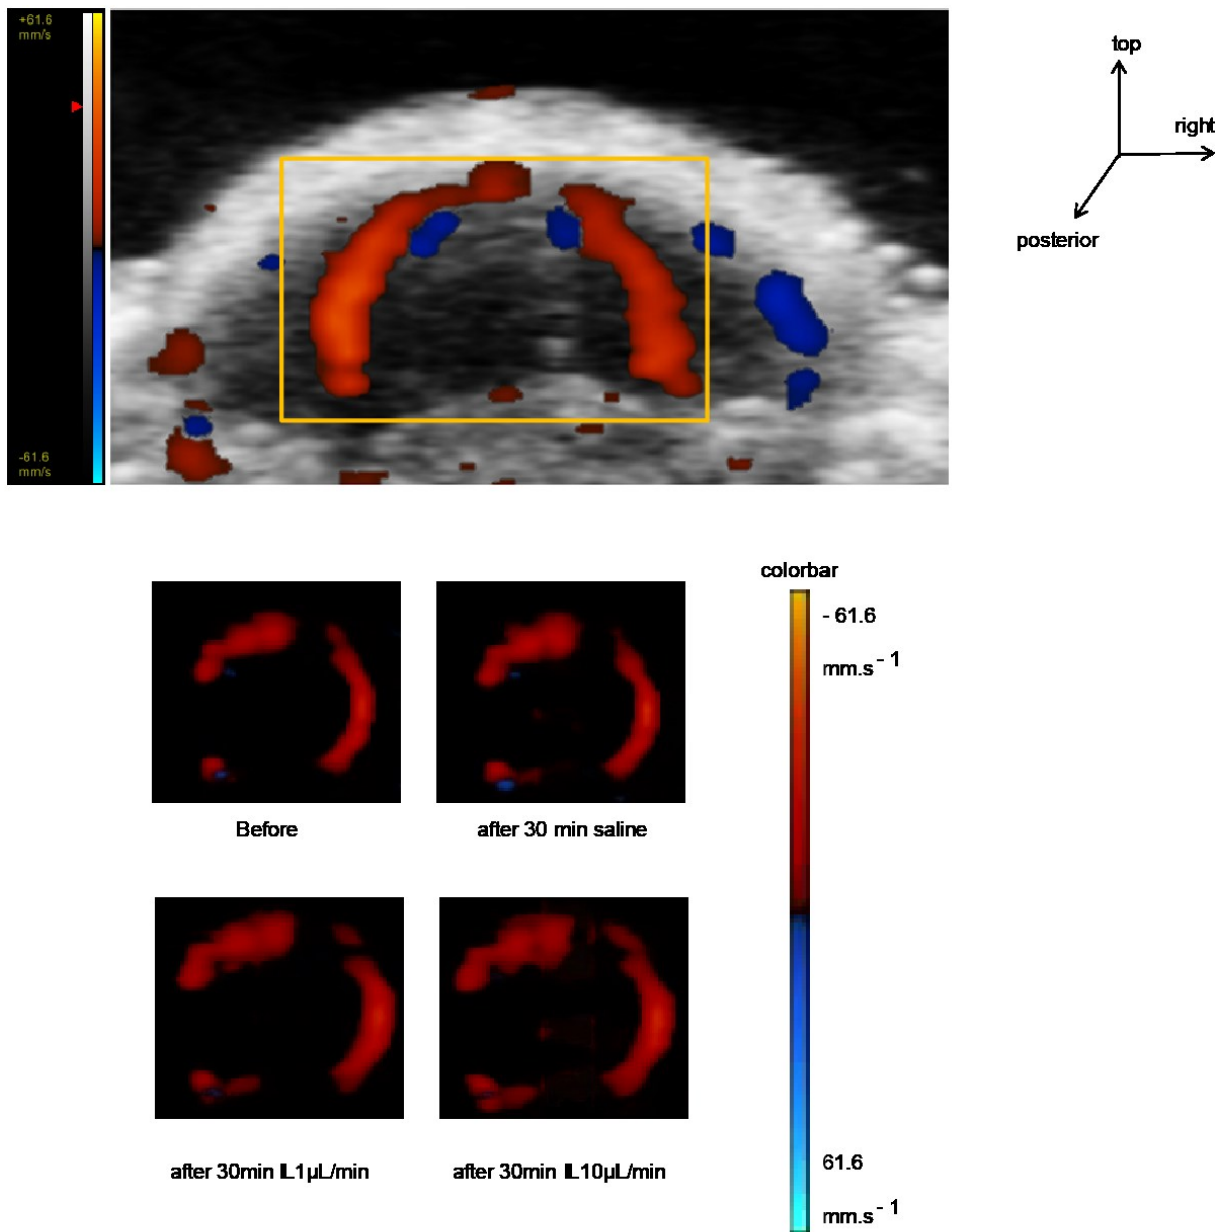 +61.6
mm/s
-61.6
mm/s
top
right
posterior
colorbar
- 61.6
mm.s- 1
Before
after 30 min saline
after 30min IL1µL/min
after 30min IL10µL/min
61.6
mm.s- 1